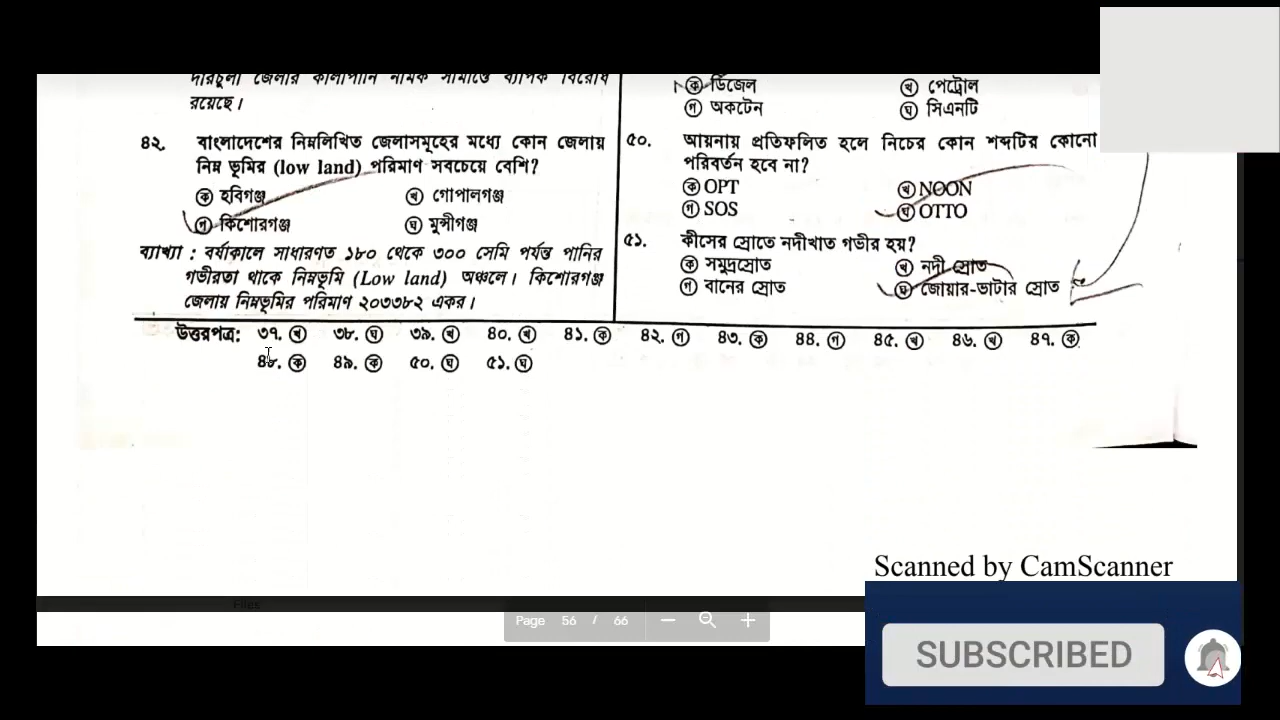 দারচুলা জেলার কালাপানি নামক সীমান্তে ব্যাপক বিরোধ
রয়েছে।
৪২. বাংলাদেশের নিম্নলিখিত জেলাসমূহের মধ্যে কোন জেলায়
নিম্ন ভূমির (low land) পরিমাণ সবচেয়ে বেশি?
ক হবিগঞ্জ খ গোপালগঞ্জ
গ কিশোরগঞ্জ ঘ মুন্সীগঞ্জ
ব্যাখ্যা : বর্ষাকালে সাধারণত ১৮০ থেকে ৩০০ সেমি পর্যন্ত পানির
গভীরতা থাকে নিম্নভূমি (Low land) অঞ্চলে। কিশোরগঞ্জ
জেলায় নিম্নভূমির পরিমাণ ২০৩৩৮২ একর।
ক ডিজেল খ পেট্রোল
গ অকটেন ঘ সিএনটি
৫০. আয়নায় প্রতিফলিত হলে নিচের কোন শব্দটির কোনো
পরিবর্তন হবে না?
ক OPT খ NOON
গ SOS ঘ OTTO
৫১. কীসের স্রোতে নদীখাত গভীর হয়?
ক সমুদ্রস্রোত খ নদী স্রোত
গ বানের স্রোত ঘ জোয়ার-ভাটার স্রোত
উত্তরপত্র: ৩৭. খ ৩৮. ঘ ৩৯. খ ৪০. খ ৪১. ক ৪২. গ ৪৩. ক ৪৪. গ ৪৫. খ ৪৬. খ ৪৭. ক
৪৮. ক ৪৯. ক ৫০. ঘ ৫১. ঘ
Scanned by CamScanner
Files
Page 56 / 66
SUBSCRIBED